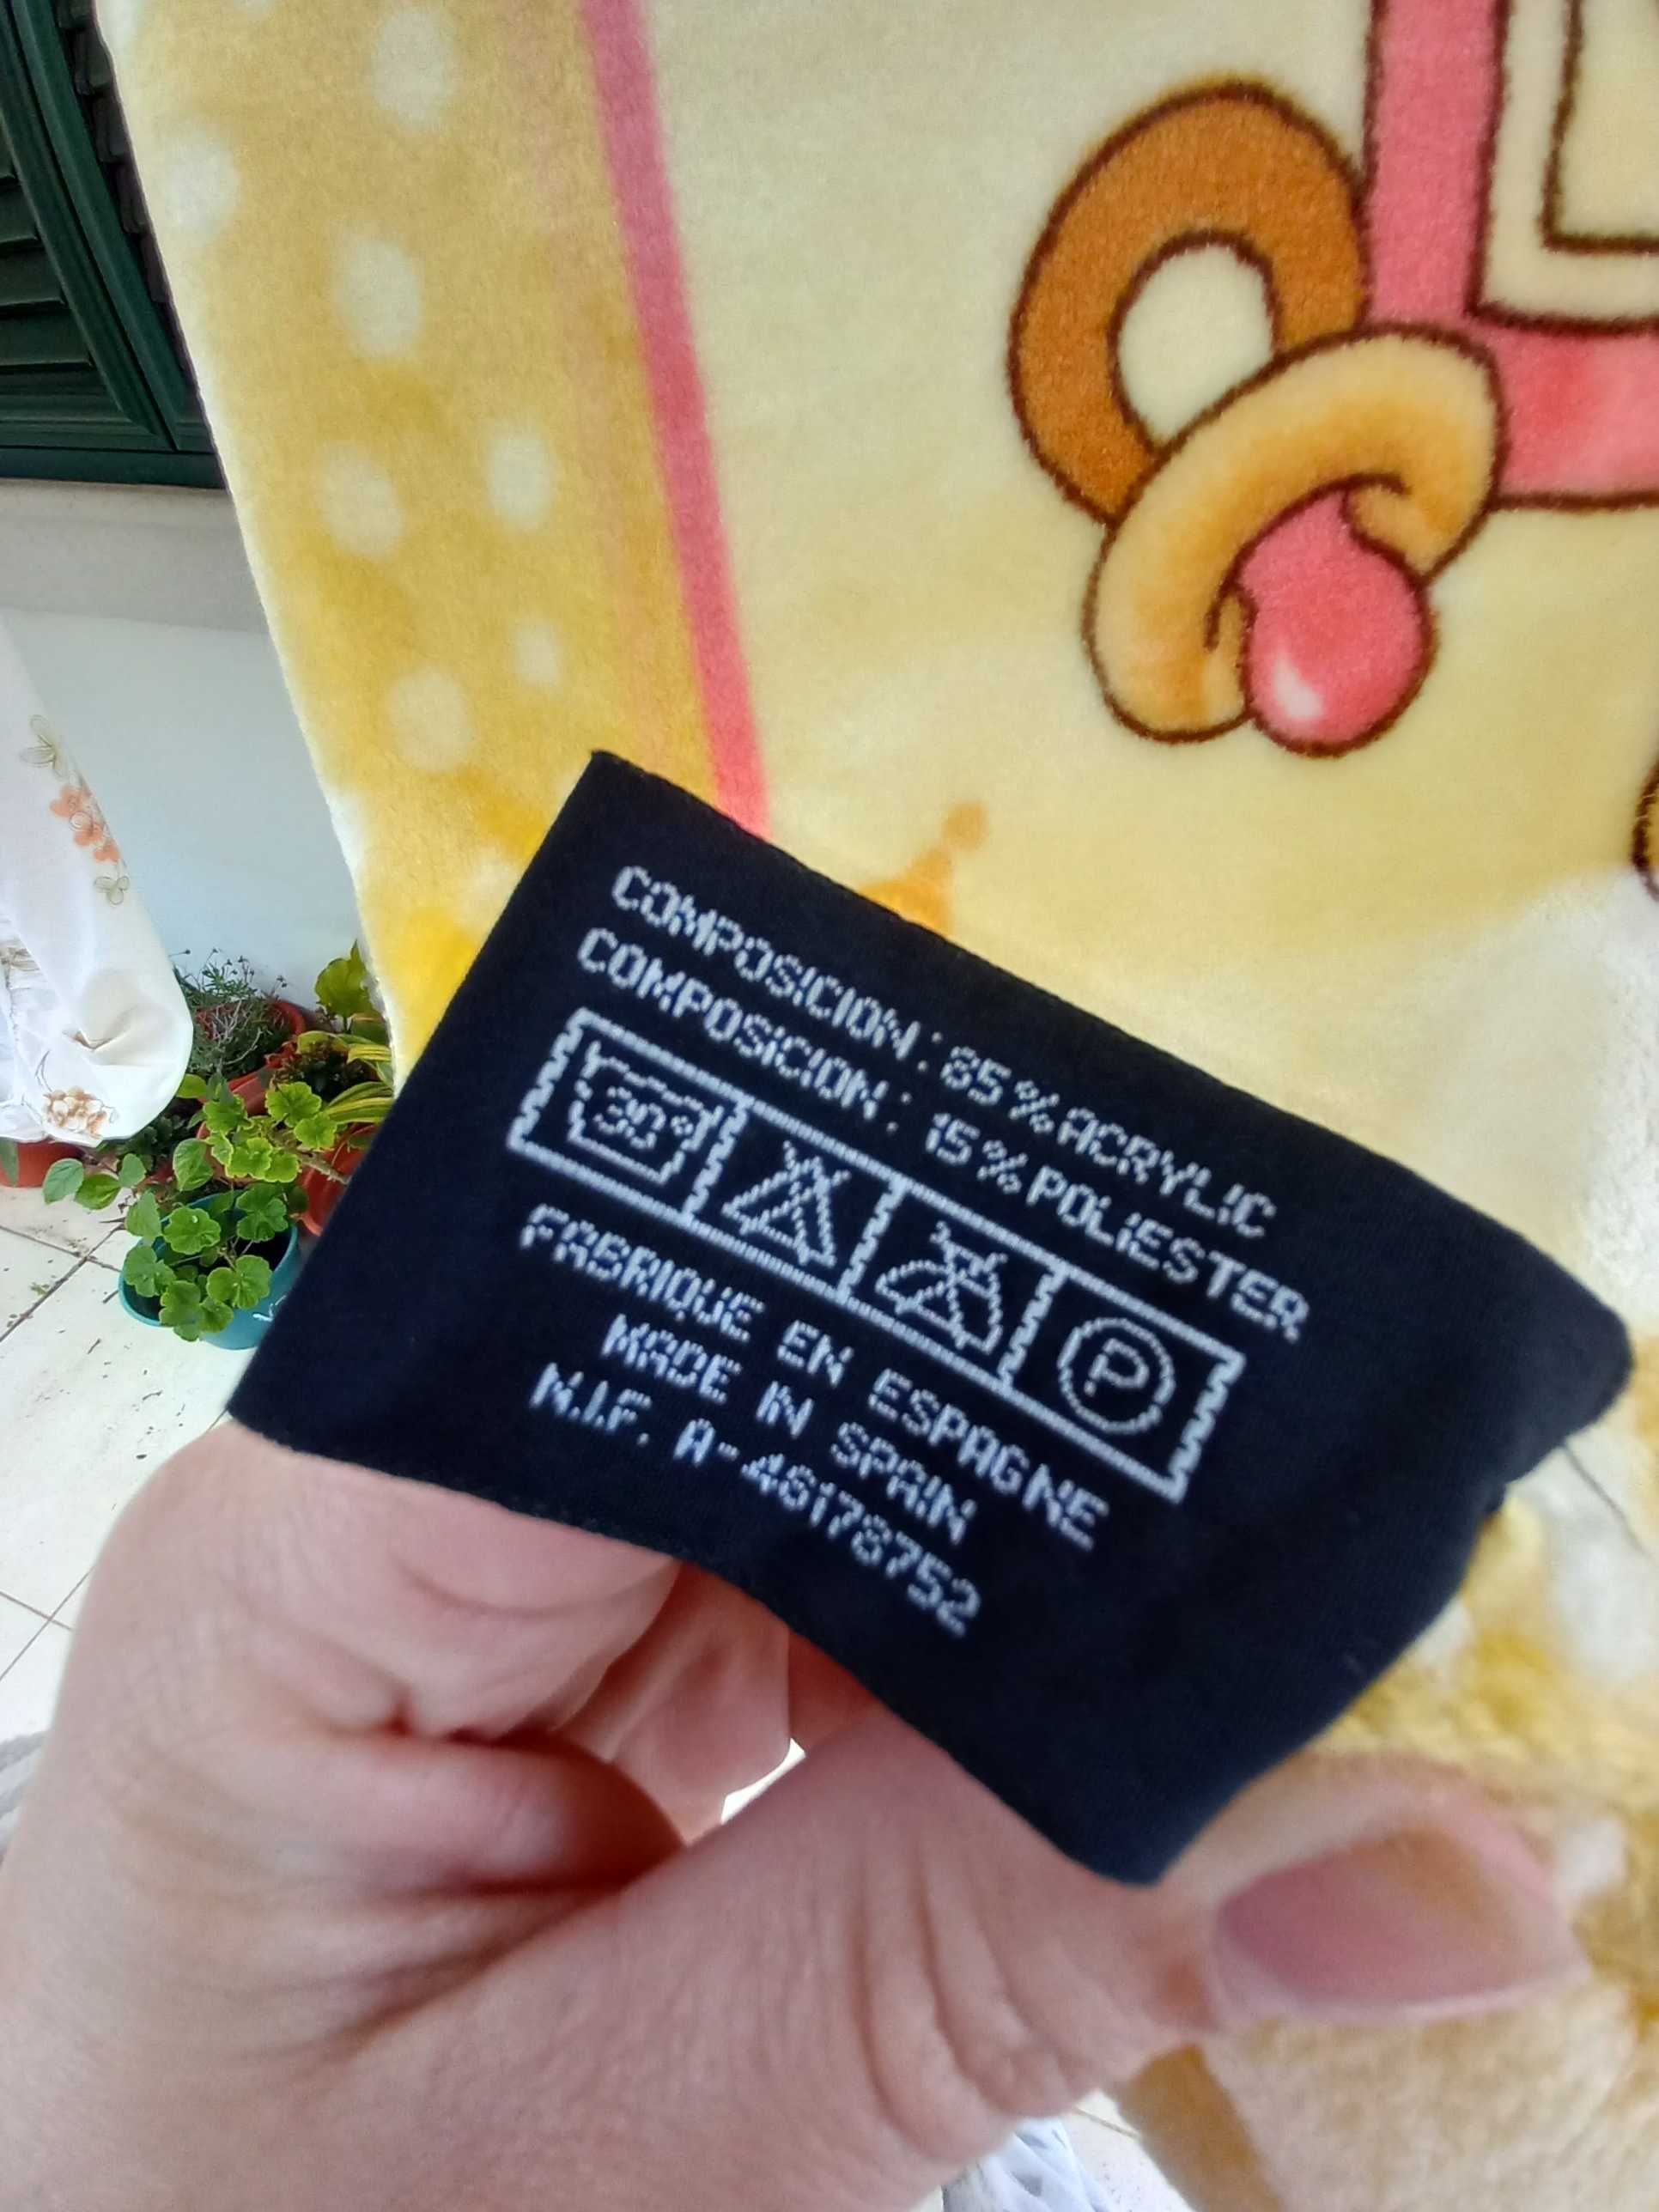 COMPOSICION : 85% ACRYLIC
COMPOSICION : 15% POLIESTER
30°
P
FABRIQUE EN ESPAGNE
MADE IN SPAIN
N.I.F. A-46178752